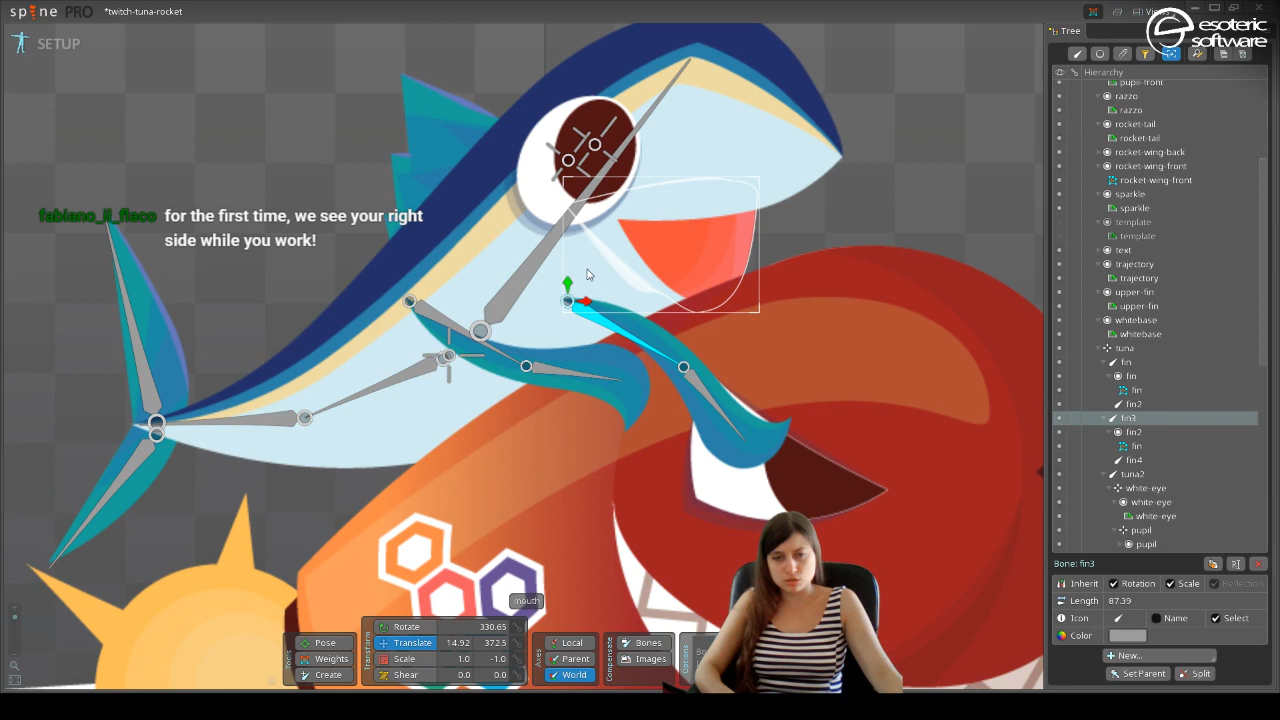 spine PRO
*twitch-tuna-rocket
Views
esoteric
software
SETUP
Tree
Hierarchy
pupil-front
razzo
razzo
rocket-tail
rocket-tail
rocket-wing-back
rocket-wing-front
rocket-wing-front
sparkle
sparkle
template
template
text
trajectory
trajectory
upper-fin
upper-fin
whitebase
whitebase
tuna
fin
fin
fin
fin2
fin3
fin2
fin
fin4
tuna2
white-eye
white-eye
white-eye
pupil
pupil
fabiano_il_fiaco for the first time, we see your right
side while you work!
mouth
Tools
Pose
Weights
Create
Transform
Rotate 330.65
Translate 14.92 372.5
Scale 1.0 -1.0
Shear 0.0 0.0
Axes
Local
Parent
World
Compensate
Bones
Images
Options
Bone: fin3
Inherit Rotation Scale Reflection
Length 87.39
Icon Name Select
Color
New...
Set Parent Split